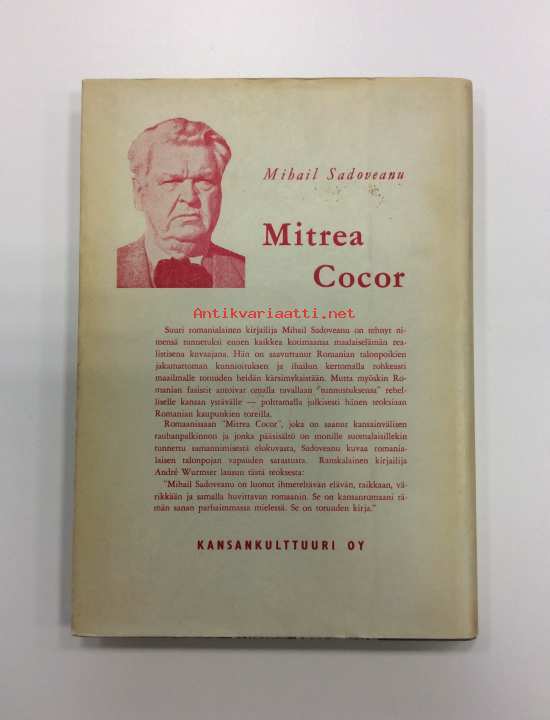 Mihail Sadoveanu
Mitrea
Cocor
Antikvariaatti.net
Suuri romanialainen kirjailija Mihail Sadoveanu on tehnyt ni-
mensä tunnetuksi ennen kaikkea kotimaansa maalaiselämän rea-
listisena kuvaajana. Hän on saavuttanut Romanian talonpoikien
jakamattoman kunnioituksen ja ihailun kertomalla rohkeasti
maailmalle totuuden heidän kärsimyksistään. Mutta myöskin Ro-
manian fasistit antoivat omalla tavallaan "tunnustuksensa" rehel-
liselle kansan ystävälle — polttamalla julkisesti hänen teoksiaan
Romanian kaupunkien toreilla.
Romaanissaan "Mitrea Cocor", joka on saanut kansainvälisen
rauhanpalkinnon ja jonka pääsisältö on monille suomalaisillekin
tunnettu samannimisestä elokuvasta, Sadoveanu kuvaa romania-
laisen talonpojan vapauden sarastusta. Ranskalainen kirjailija
André Wurmser lausuu tästä teoksesta:
"Mihail Sadoveanu on luonut ihmeteltävän elävän, raikkaan, vä-
rikkään ja samalla huvittavan romaanin. Se on kansanromaani tä-
män sanan parhaimmassa mielessä. Se on totuuden kirja."
KANSANKULTTUURI OY